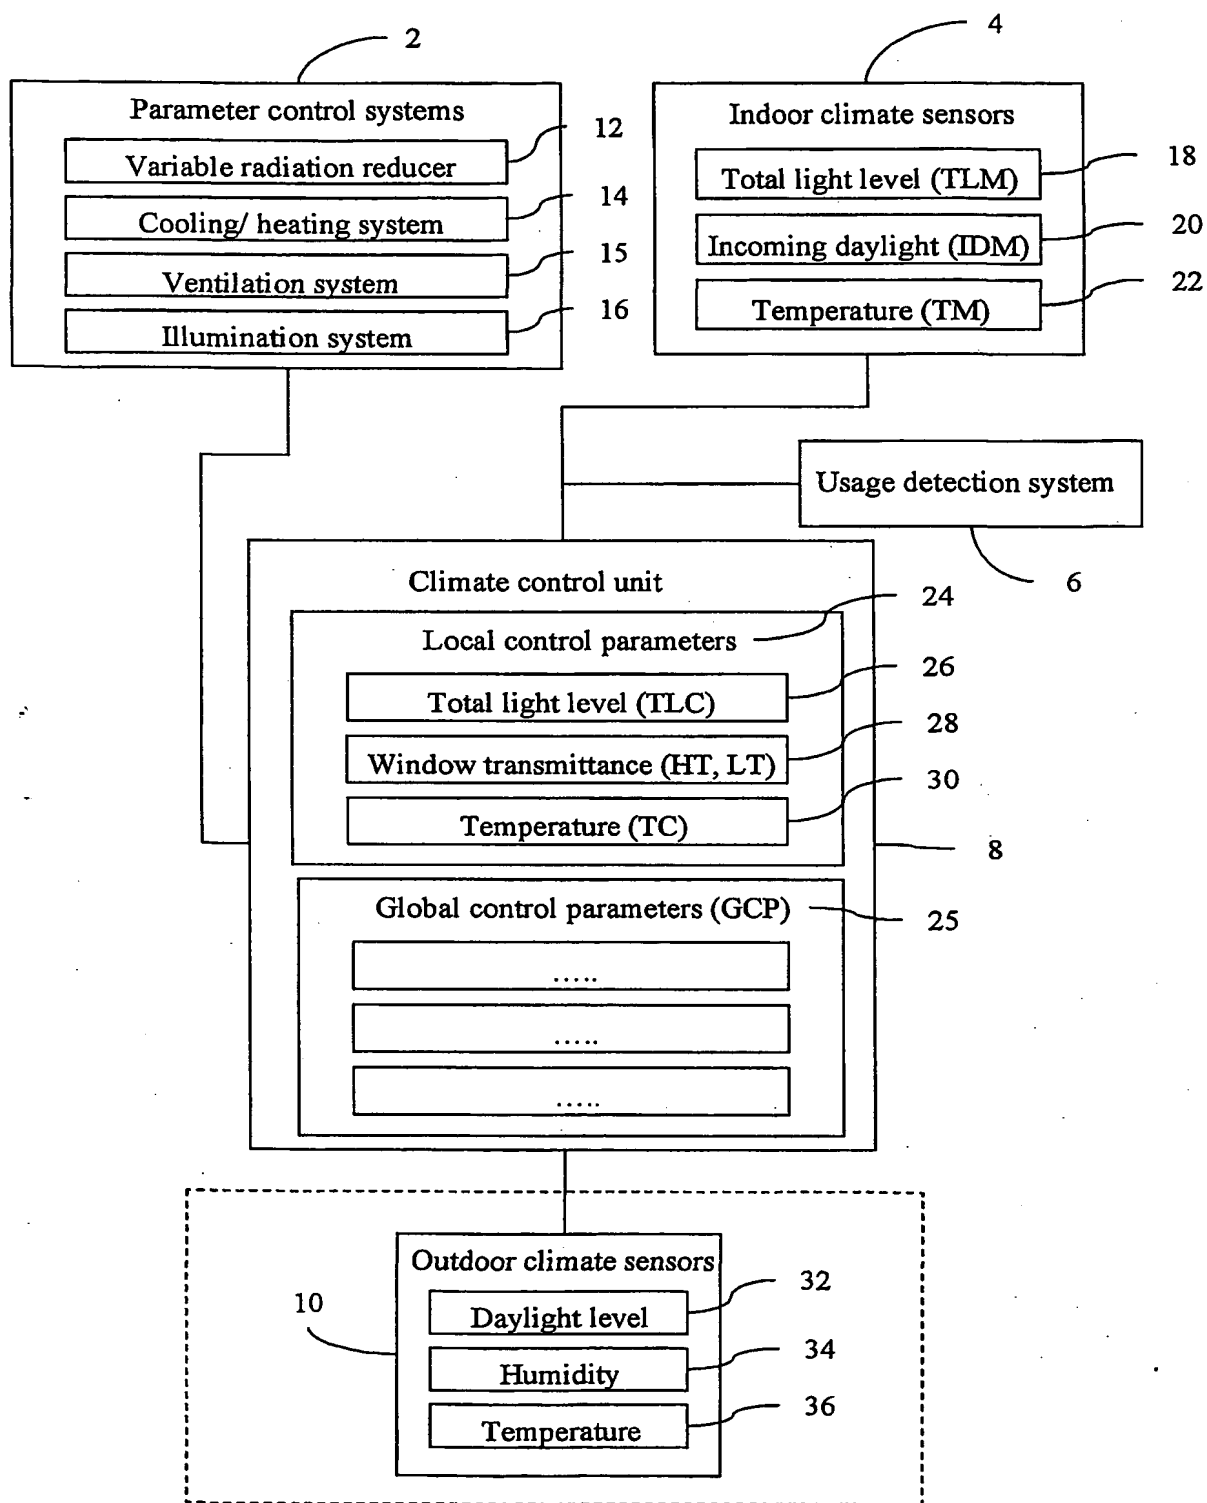 2
4
Parameter control systems
12
Variable radiation reducer
14
Cooling/ heating system
15
Ventilation system
16
Illumination system
Indoor climate sensors
18
Total light level (TLM)
20
Incoming daylight (IDM)
22
Temperature (TM)
Usage detection system
6
Climate control unit
24
Local control parameters
26
Total light level (TLC)
28
Window transmittance (HT, LT)
30
Temperature (TC)
8
Global control parameters (GCP)
25
.....
.....
.....
Outdoor climate sensors
32
10
Daylight level
34
Humidity
36
Temperature